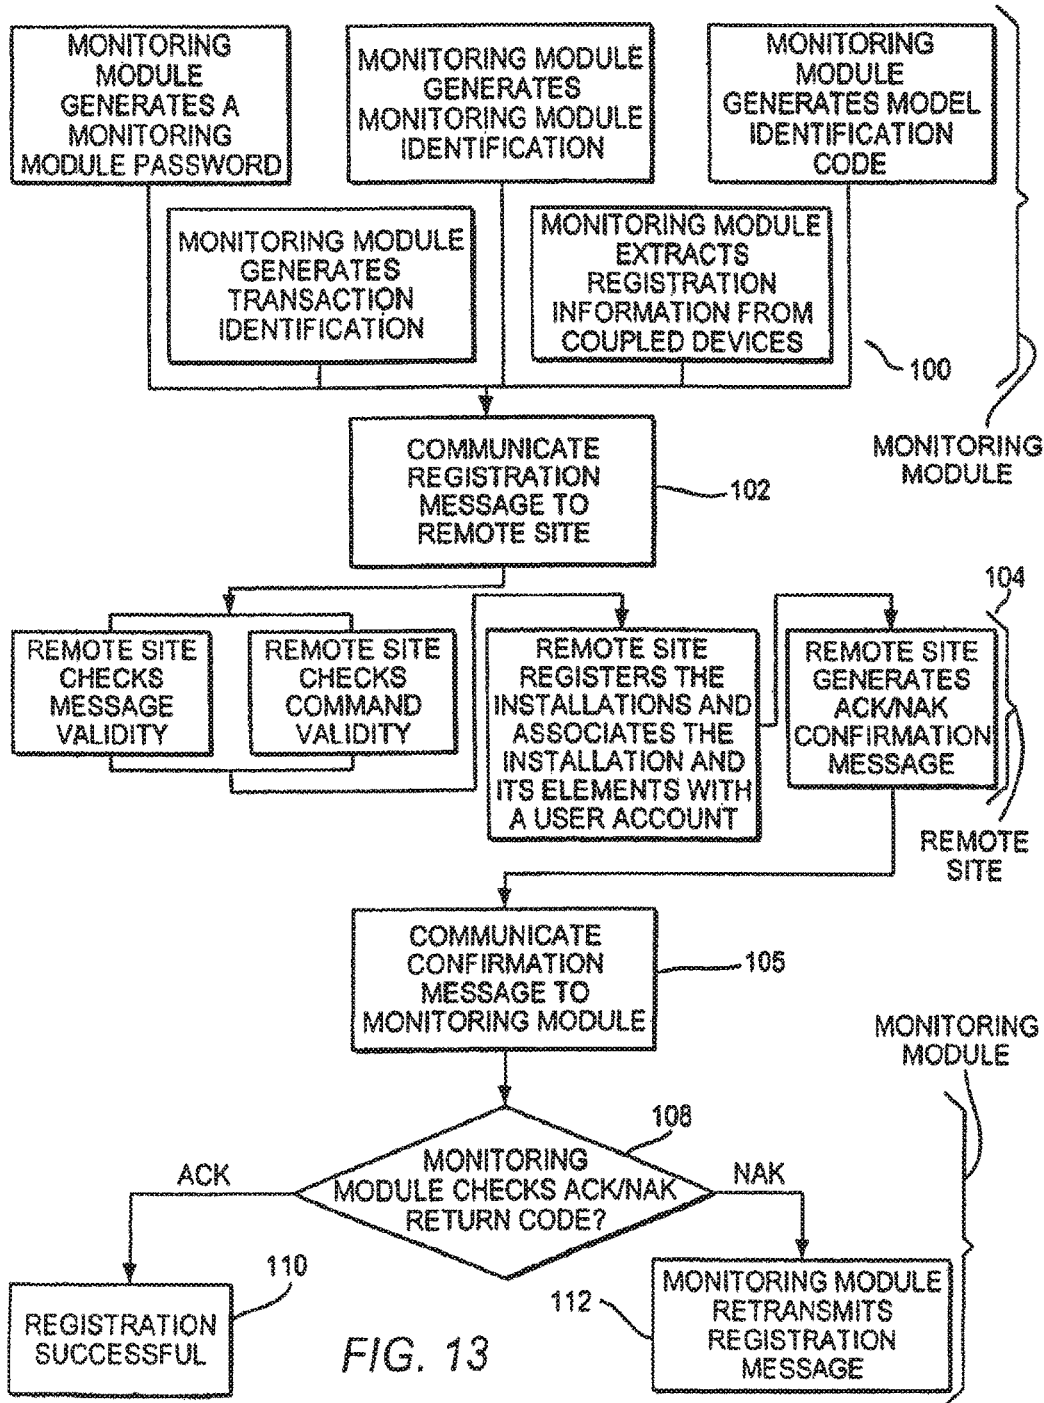 MONITORING
MODULE
GENERATES A
MONITORING
MODULE PASSWORD
MONITORING MODULE
GENERATES
MONITORING MODULE
IDENTIFICATION
MONITORING
MODULE
GENERATES MODEL
IDENTIFICATION
CODE
MONITORING MODULE
GENERATES
TRANSACTION
IDENTIFICATION
MONITORING MODULE
EXTRACTS
REGISTRATION
INFORMATION FROM
COUPLED DEVICES
100
MONITORING
MODULE
COMMUNICATE
REGISTRATION
MESSAGE TO
REMOTE SITE
102
104
REMOTE SITE
CHECKS
MESSAGE
VALIDITY
REMOTE SITE
CHECKS
COMMAND
VALIDITY
REMOTE SITE
REGISTERS THE
INSTALLATIONS AND
ASSOCIATES THE
INSTALLATION AND
ITS ELEMENTS WITH
A USER ACCOUNT
REMOTE SITE
GENERATES
ACK/NAK
CONFIRMATION
MESSAGE
REMOTE
SITE
COMMUNICATE
CONFIRMATION
MESSAGE TO
MONITORING MODULE
105
MONITORING
MODULE
108
MONITORING
MODULE CHECKS ACK/NAK
RETURN CODE?
ACK
NAK
110
REGISTRATION
SUCCESSFUL
112
MONITORING MODULE
RETRANSMITS
REGISTRATION
MESSAGE
FIG. 13